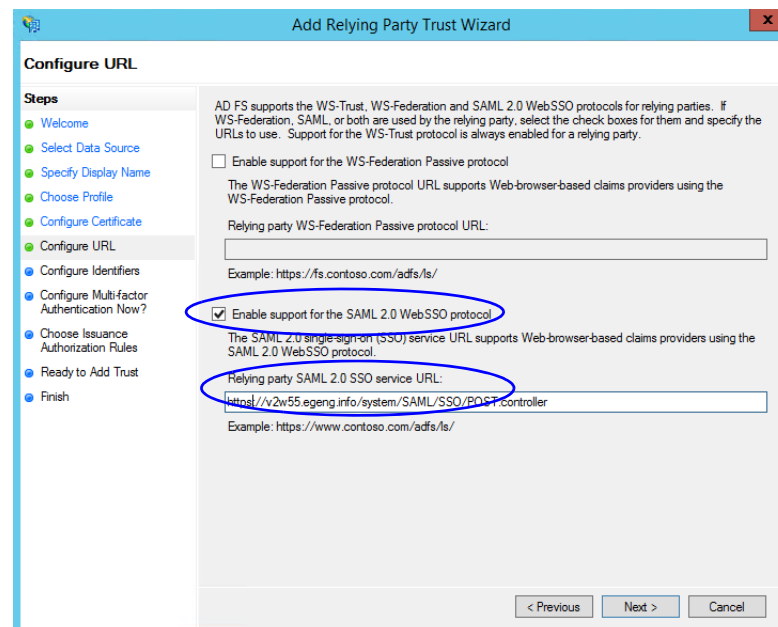 Add Relying Party Trust Wizard
x
Configure URL
Steps
Welcome
Select Data Source
Specify Display Name
Choose Profile
Configure Certificate
Configure URL
Configure Identifiers
Configure Multi-factor
Authentication Now?
Choose Issuance
Authorization Rules
Ready to Add Trust
Finish
AD FS supports the WS-Trust, WS-Federation and SAML 2.0 WebSSO protocols for relying parties. If
WS-Federation, SAML, or both are used by the relying party, select the check boxes for them and specify the
URLs to use. Support for the WS-Trust protocol is always enabled for a relying party.
Enable support for the WS-Federation Passive protocol
The WS-Federation Passive protocol URL supports Web-browser-based claims providers using the
WS-Federation Passive protocol.
Relying party WS-Federation Passive protocol URL:
Example: https://fs.contoso.com/adfs/ls/
Enable support for the SAML 2.0 WebSSO protocol
The SAML 2.0 single-sign-on (SSO) service URL supports Web-browser-based claims providers using the
SAML 2.0 WebSSO protocol.
Relying party SAML 2.0 SSO service URL:
https://v2w55.egeng.info/system/SAML/SSO/POST.controller
Example: https://www.contoso.com/adfs/ls/
< Previous
Next >
Cancel